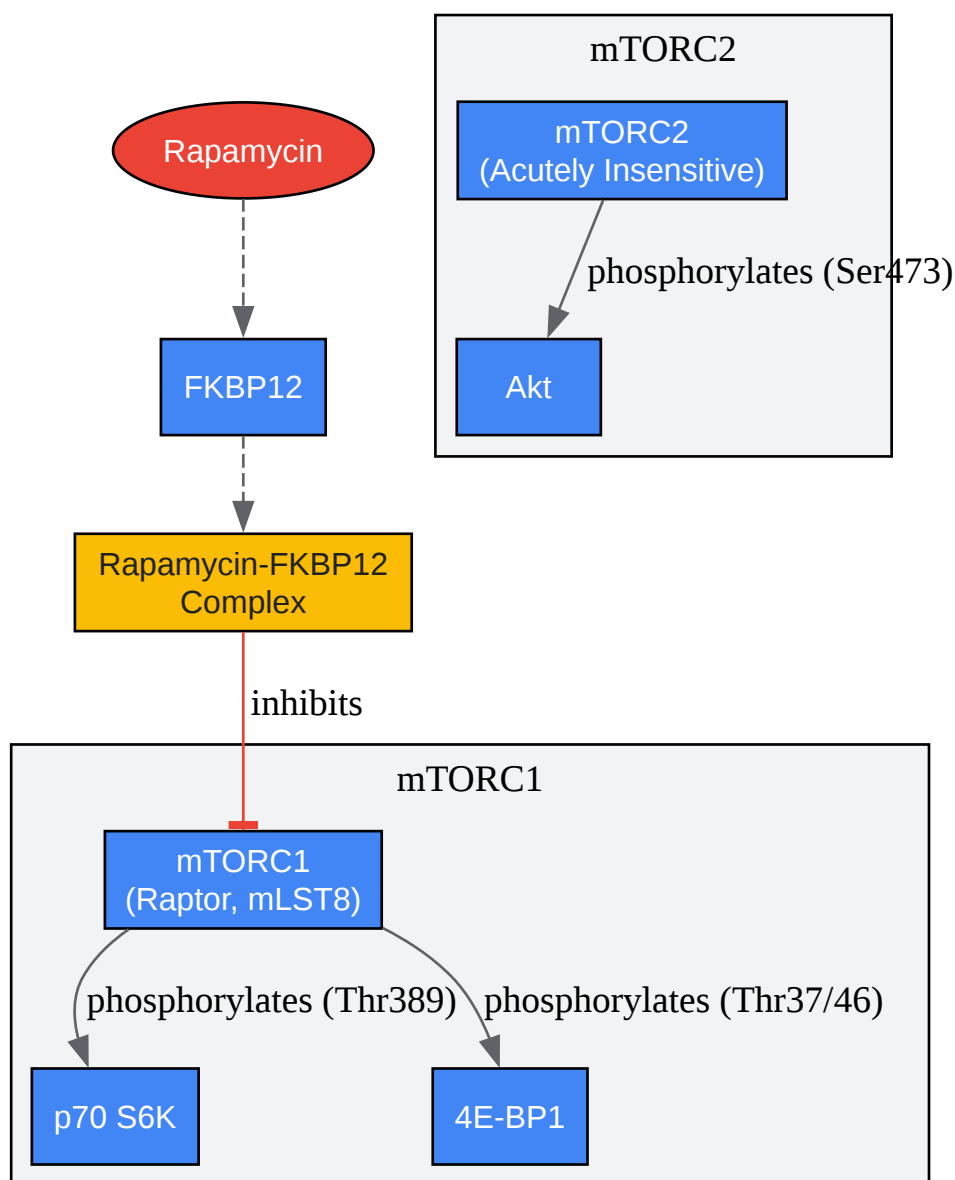 mTORC2
mTORC2
(Acutely Insensitive)
Rapamycin
phosphorylates (Ser473)
FKBP12
Akt
Rapamycin-FKBP12
Complex
inhibits
mTORC1
mTORC1
(Raptor, mLST8)
phosphorylates (Thr389)
phosphorylates (Thr37/46)
p70 S6K
4E-BP1